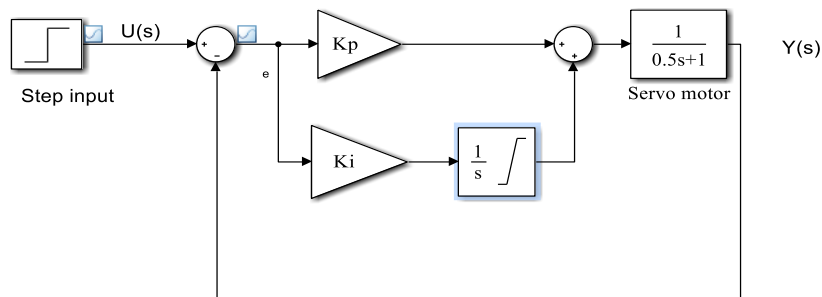 U(s)
Step input
+
−
e
Kp
Ki
1
s
+
+
1
0.5s+1
Servo motor
Y(s)